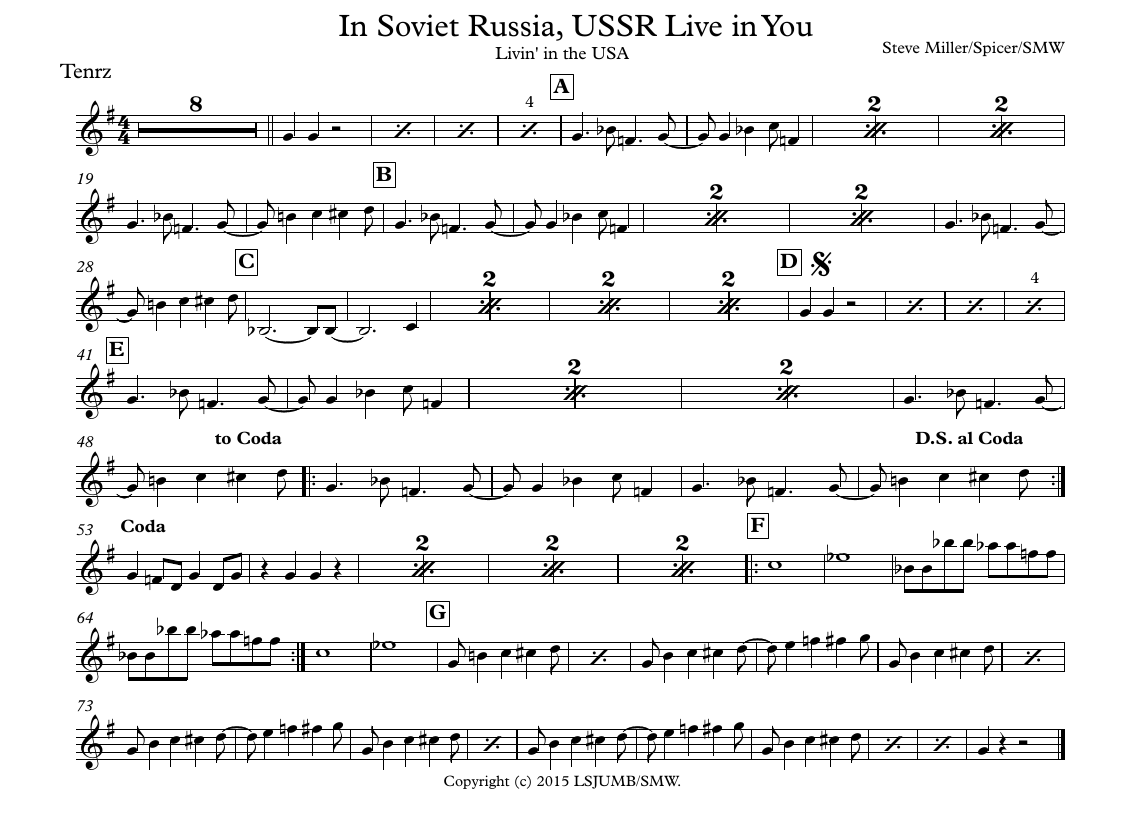 In Soviet Russia, USSR Live in You
Livin' in the USA
Steve Miller/Spicer/SMW
Tenrz
A
8 4 2 2
19
B
2 2
28
C
D
2 2 2 4
41
E
2 2
48
to Coda
D.S. al Coda
53
Coda
F
2 2 2
64
G
73
Copyright (c) 2015 LSJUMB/SMW.